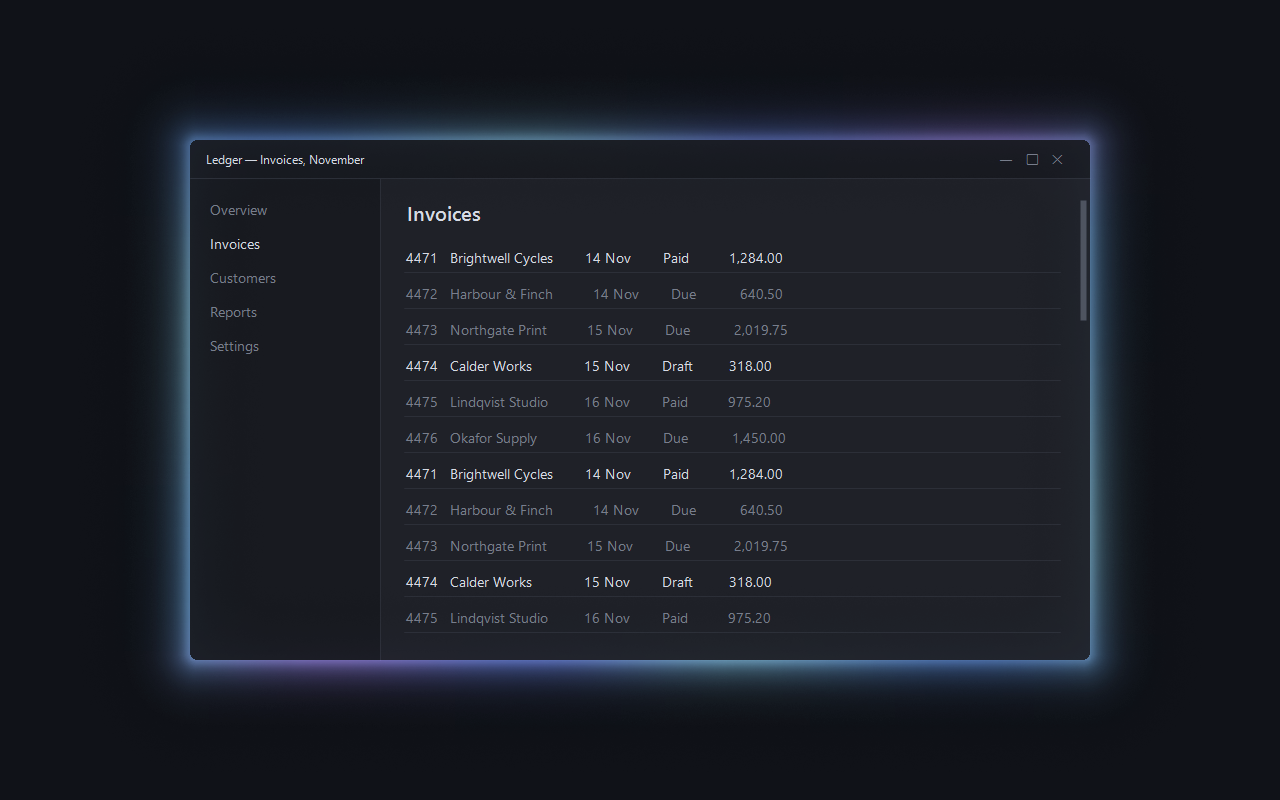 Ledger — Invoices, November
Overview
Invoices
Customers
Reports
Settings
Invoices
4471 Brightwell Cycles 14 Nov Paid 1,284.00
4472 Harbour & Finch 14 Nov Due 640.50
4473 Northgate Print 15 Nov Due 2,019.75
4474 Calder Works 15 Nov Draft 318.00
4475 Lindqvist Studio 16 Nov Paid 975.20
4476 Okafor Supply 16 Nov Due 1,450.00
4471 Brightwell Cycles 14 Nov Paid 1,284.00
4472 Harbour & Finch 14 Nov Due 640.50
4473 Northgate Print 15 Nov Due 2,019.75
4474 Calder Works 15 Nov Draft 318.00
4475 Lindqvist Studio 16 Nov Paid 975.20